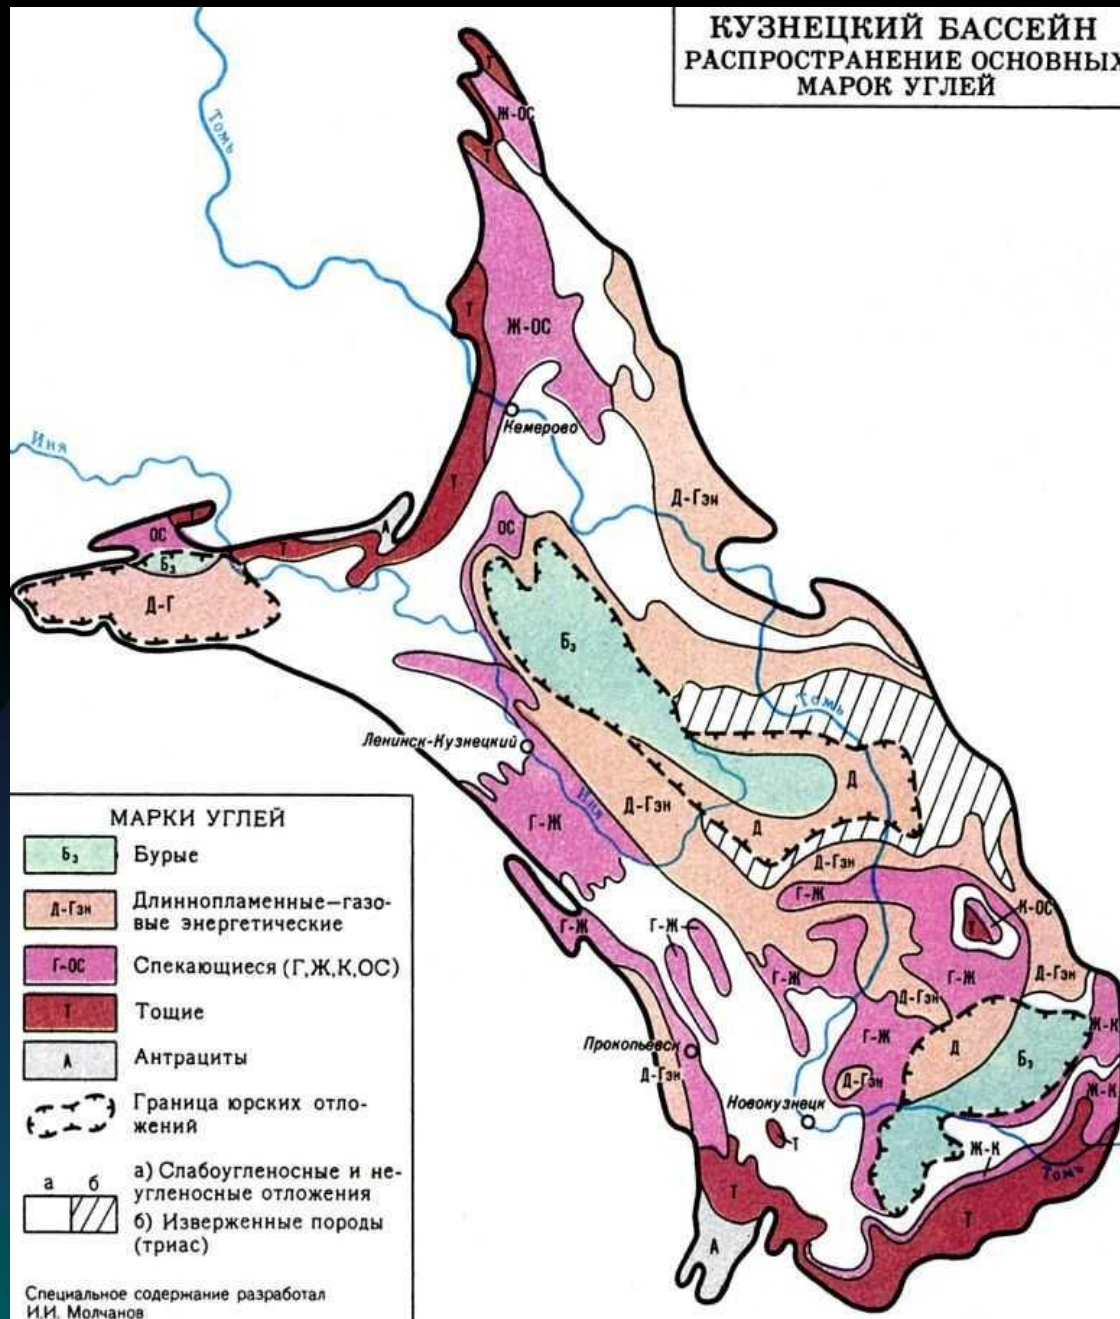 КУЗНЕЦКИЙ БАССЕЙН
РАСПРОСТРАНЕНИЕ ОСНОВНЫХ
МАРОК УГЛЕЙ
Т
Ж-ОС
Томь
Т
Т
Ж-ОС
Кемерово
Иня
Т
Д-Гэн
А
ОС
Т
ОС
Т
Б₃
Д-Г
Б₃
Томь
Ленинск-Кузнецкий
Иня
Д-Гэн
Д
Д
Г-Ж
Д-Гэн
Г-Ж
К-ОС
Т
Г-Ж
Г-Ж
Г-Ж
Г-Ж
Д-Гэн
Д-Гэн
Ж-К
Г-Ж
Прокопьевск
Д
Б₃
Д-Гэн
Д-Гэн
Новокузнецк
Ж-К
Т
Ж-К
Томь
Т
Т
А
МАРКИ УГЛЕЙ
Б₃ Бурые
Д-Гэн Длиннопламенные—газо-
вые энергетические
Г-ОС Спекающиеся (Г,Ж,К,ОС)
Т Тощие
А Антрациты
Граница юрских отло-
жений
а б а) Слабоугленосные и не-
угленосные отложения
б) Изверженные породы
(триас)
Специальное содержание разработал
И.И. Молчанов